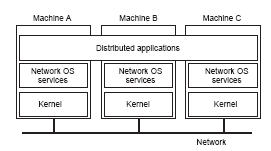 Machine A
Machine B
Machine C
Distributed applications
Network OS
services
Network OS
services
Network OS
services
Kernel
Kernel
Kernel
Network